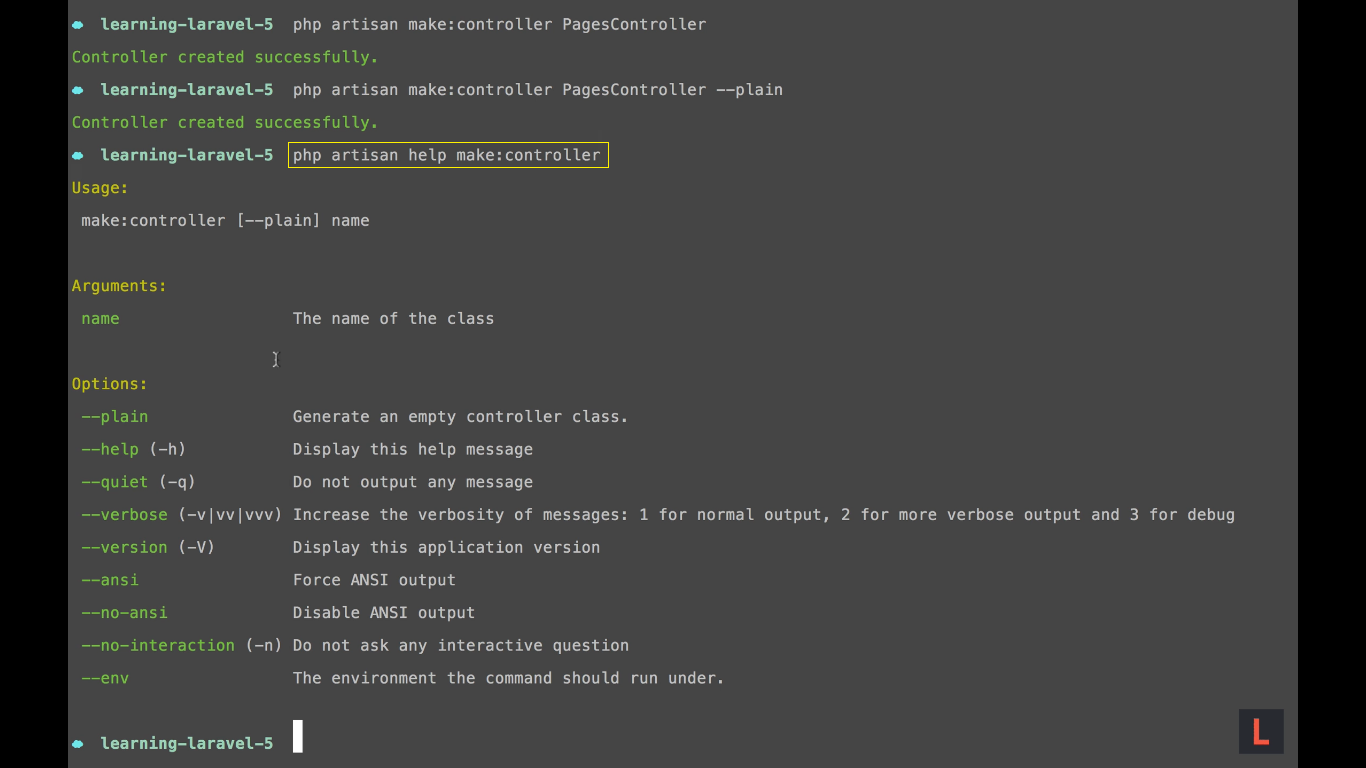 learning-laravel-5 php artisan make:controller PagesController
Controller created successfully.
learning-laravel-5 php artisan make:controller PagesController --plain
Controller created successfully.
learning-laravel-5 php artisan help make:controller
Usage:
make:controller [--plain] name
Arguments:
name The name of the class
Options:
--plain Generate an empty controller class.
--help (-h) Display this help message
--quiet (-q) Do not output any message
--verbose (-v|vv|vvv) Increase the verbosity of messages: 1 for normal output, 2 for more verbose output and 3 for debug
--version (-V) Display this application version
--ansi Force ANSI output
--no-ansi Disable ANSI output
--no-interaction (-n) Do not ask any interactive question
--env The environment the command should run under.
learning-laravel-5
L